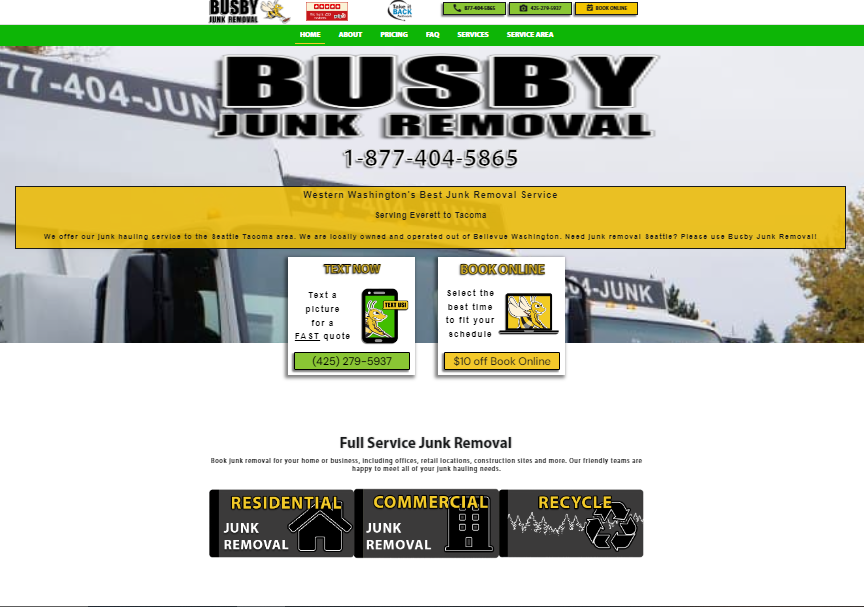 BUSBY
JUNK REMOVAL
Take it
BACK
877-404-5865
425-279-5937
BOOK ONLINE
HOME
ABOUT
PRICING
FAQ
SERVICES
SERVICE AREA
77-404-JUN
BUSBY
JUNK REMOVAL
1-877-404-5865
Western Washington's Best Junk Removal Service
Serving Everett to Tacoma
We offer our junk hauling service to the Seattle Tacoma area. We are locally owned and operated out of Bellevue Washington. Need junk removal Seattle? Please use Busby Junk Removal!
4-JUNK
TEXT NOW
Text a
picture
for a
FAST quote
TEXT US!
(425) 279-5937
BOOK ONLINE
Select the
best time
to fit your
schedule
$10 off Book Online
Full Service Junk Removal
Book junk removal for your home or business, including offices, retail locations, construction sites and more. Our friendly teams are
happy to meet all of your junk hauling needs.
RESIDENTIAL
JUNK
REMOVAL
COMMERCIAL
JUNK
REMOVAL
RECYCLE